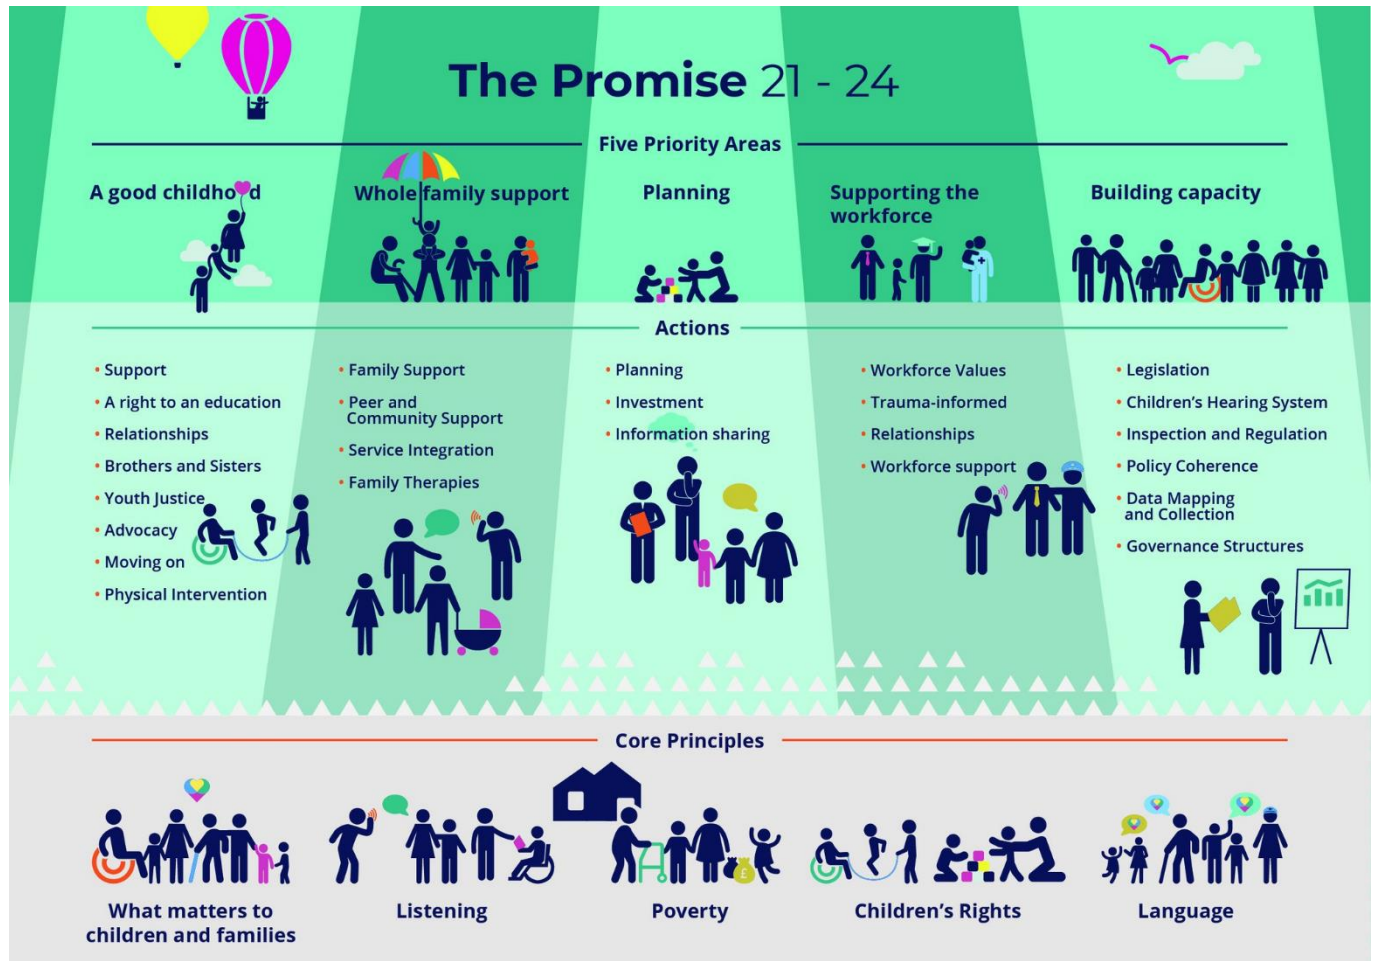 The Promise 21 - 24
Five Priority Areas
A good childhood
Whole family support
Planning
Supporting the
workforce
Building capacity
Actions
• Support
• A right to an education
• Relationships
• Brothers and Sisters
• Youth Justice
• Advocacy
• Moving on
• Physical Intervention
• Family Support
• Peer and
Community Support
• Service Integration
• Family Therapies
• Planning
• Investment
• Information sharing
• Workforce Values
• Trauma-informed
• Relationships
• Workforce support
• Legislation
• Children’s Hearing System
• Inspection and Regulation
• Policy Coherence
• Data Mapping
and Collection
• Governance Structures
Core Principles
£
What matters to
children and families
Listening
Poverty
Children’s Rights
Language